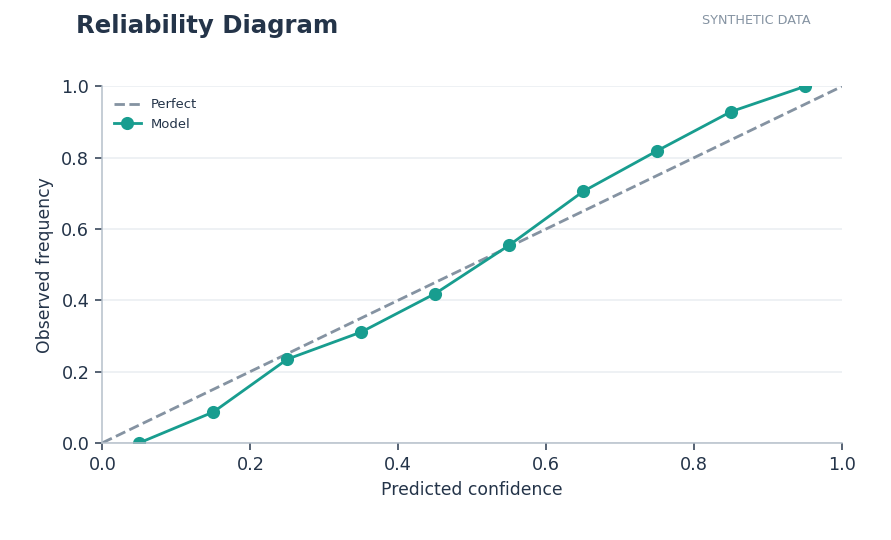 Reliability Diagram
SYNTHETIC DATA
Perfect
Model
Observed frequency
1.0
0.8
0.6
0.4
0.2
0.0
0.0 0.2 0.4 0.6 0.8 1.0
Predicted confidence